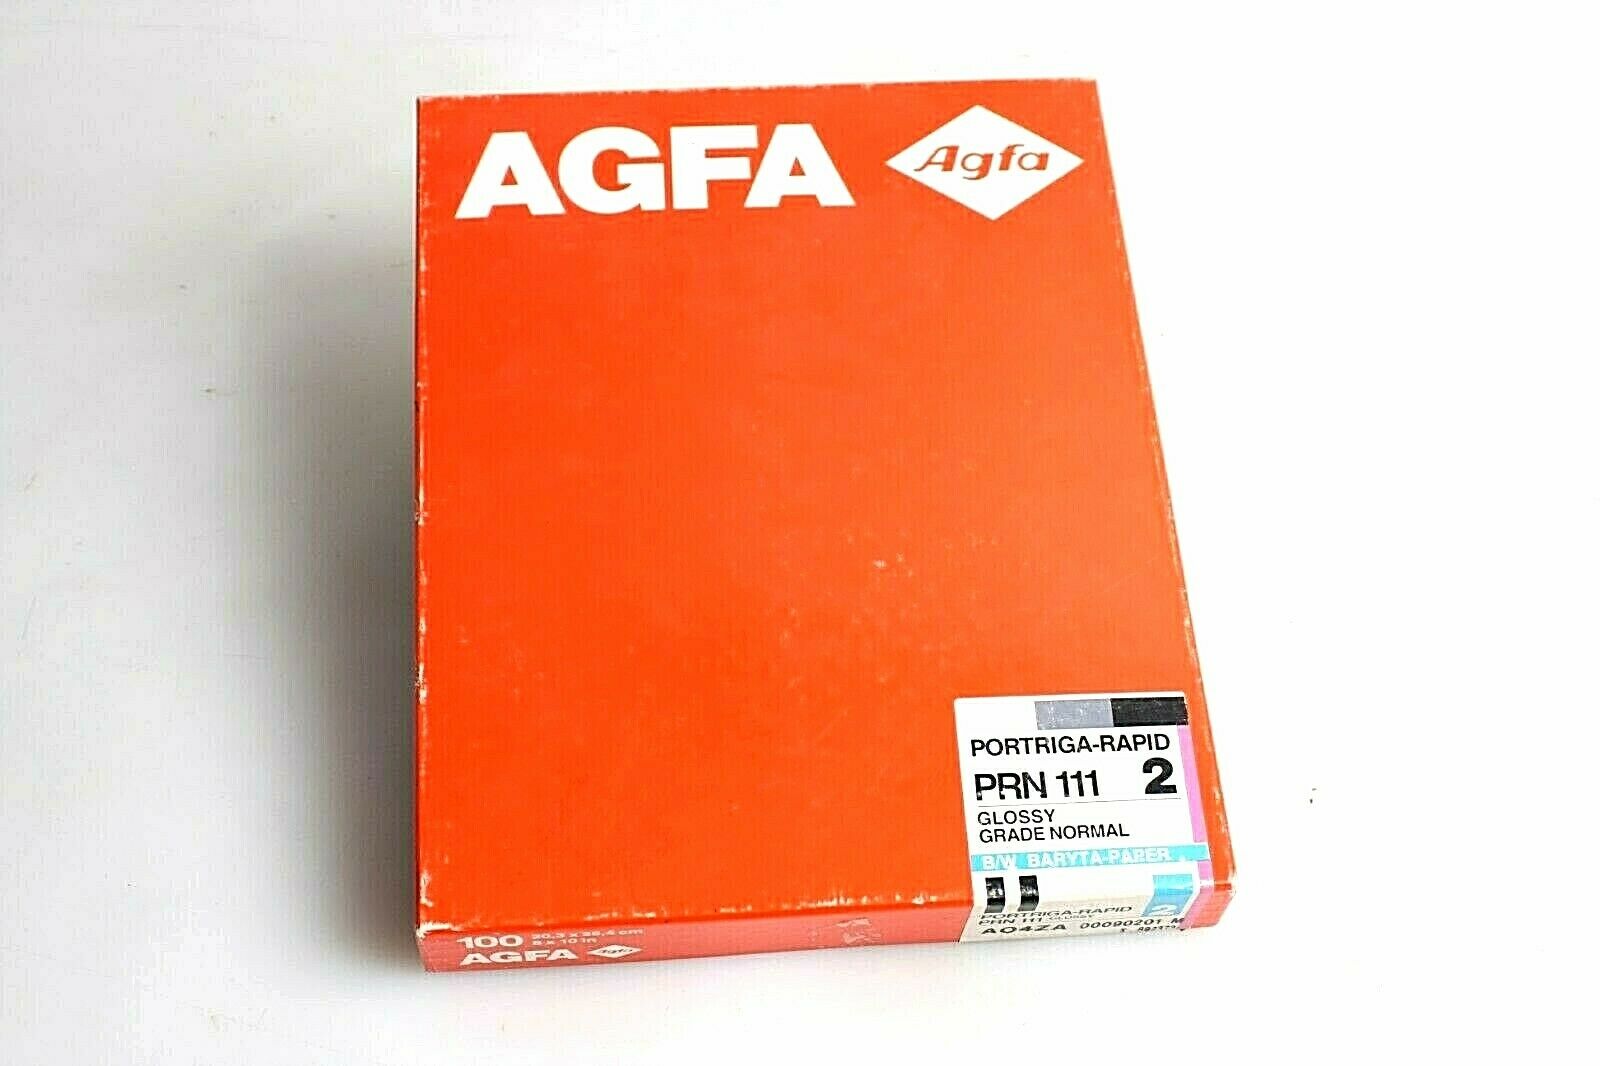 AGFA
Agfa
PORTRIGA-RAPID
PRN 111 2
GLOSSY
GRADE NORMAL
B/W BARYTA-PAPER
PORTRIGA-RAPID 2
PRN 111 GLOSSY
AQ4ZA 00090201 M
100 20,3 x 25,4 cm
8 x 10 in
AGFA